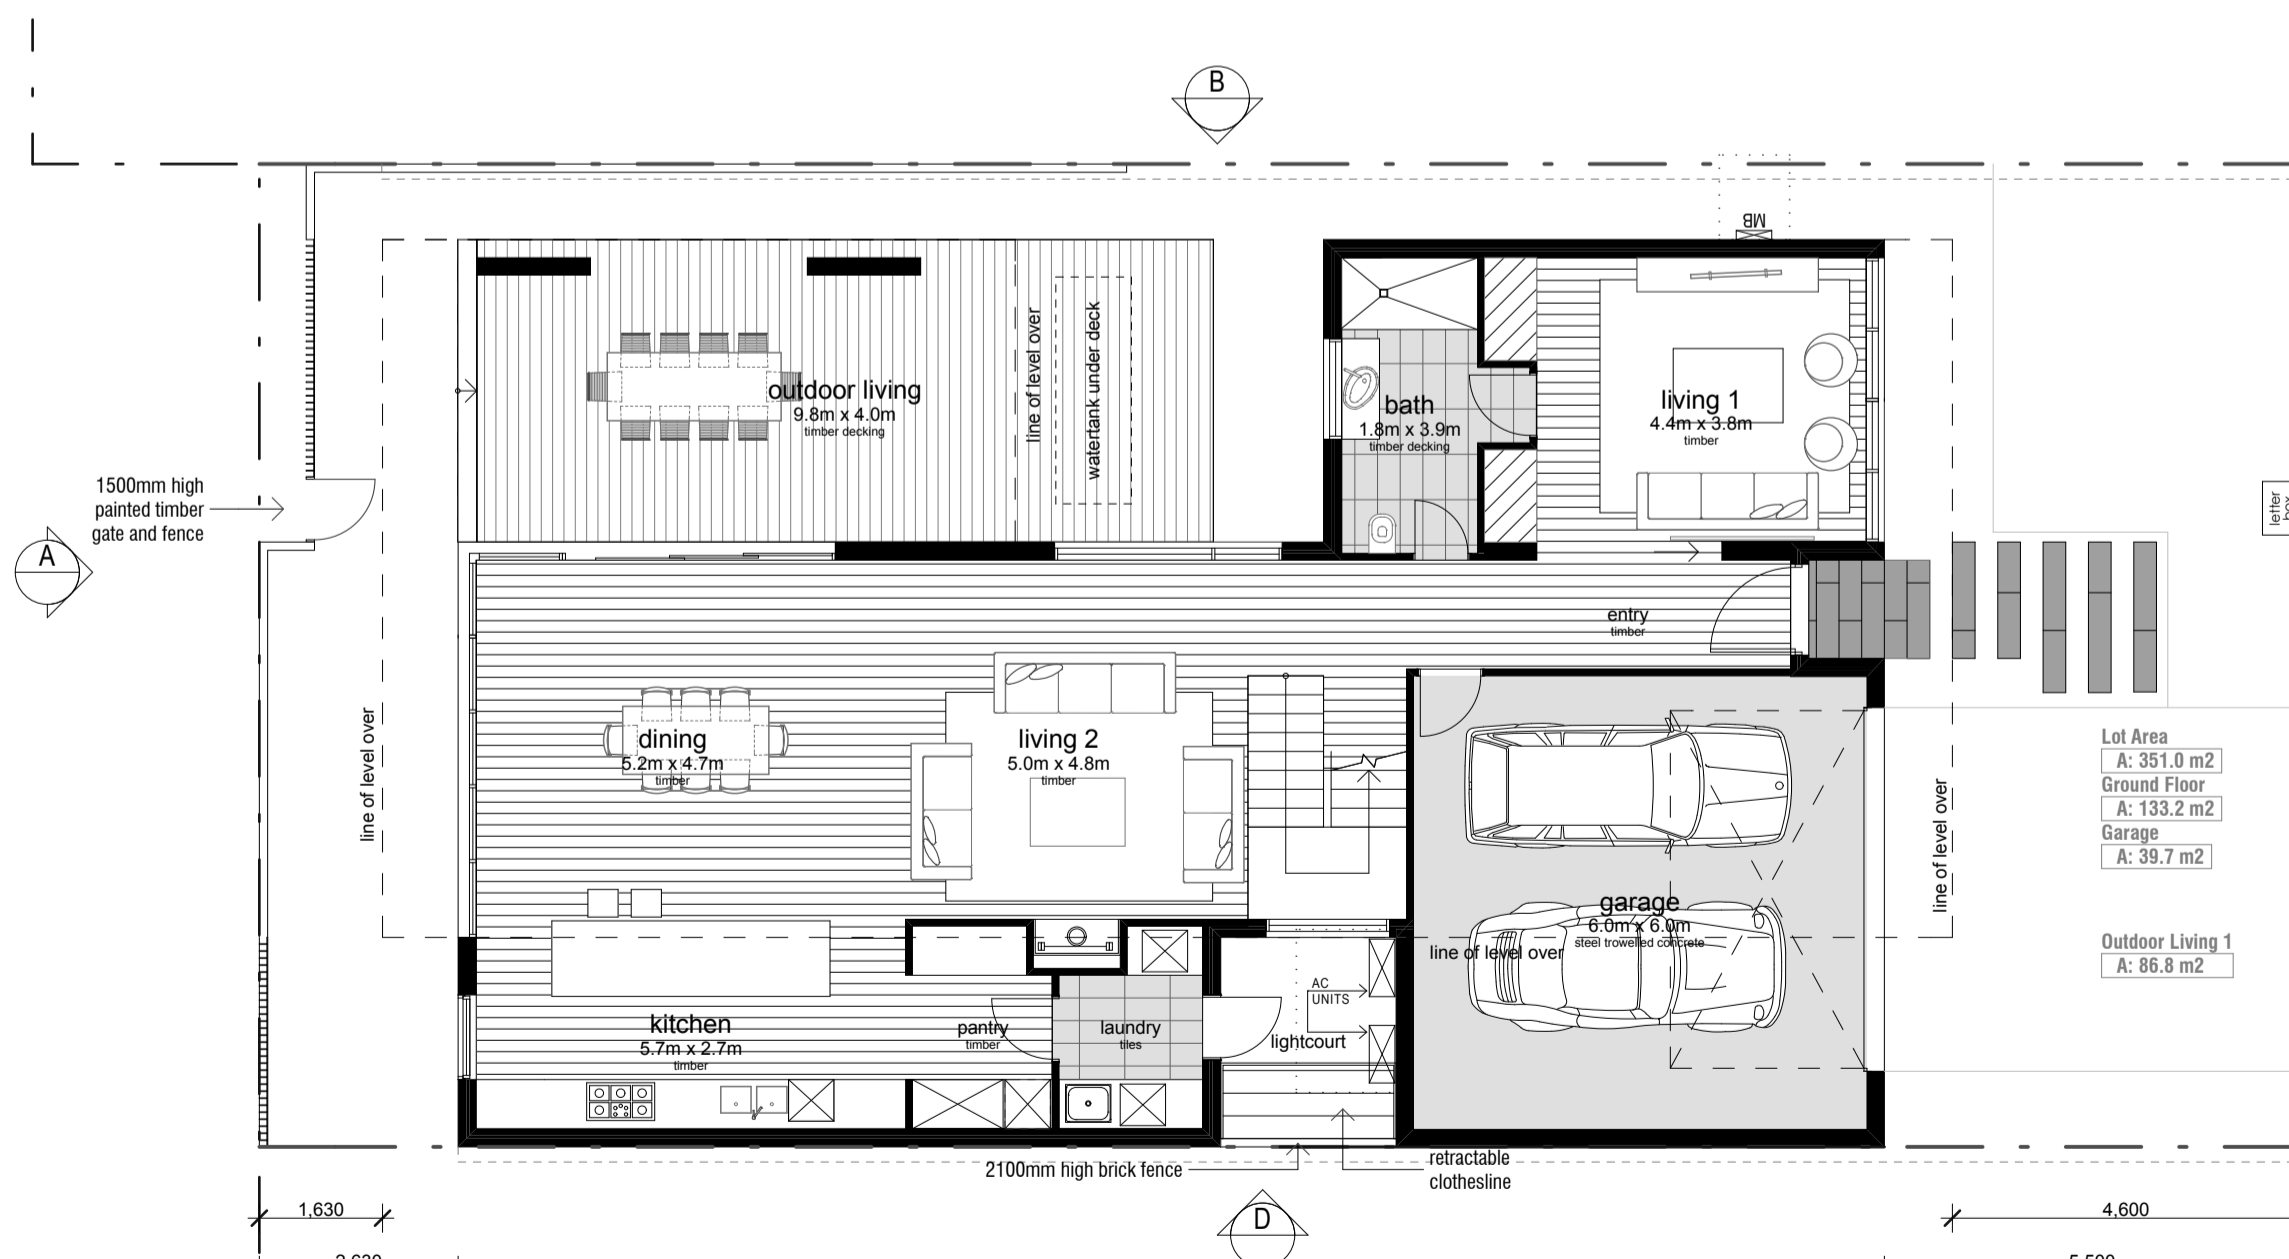 B
MB
outdoor living
9.8m x 4.0m
timber decking
line of level over
watertank under deck
bath
1.8m x 3.9m
timber decking
living 1
4.4m x 3.8m
timber
1500mm high
painted timber
gate and fence
letter
box
A
entry
timber
line of level over
dining
5.2m x 4.7m
timber
living 2
5.0m x 4.8m
timber
garage
6.0m x 6.0m
steel trowelled concrete
line of level over
line of level over
Lot Area
A: 351.0 m2
Ground Floor
A: 133.2 m2
Garage
A: 39.7 m2
Outdoor Living 1
A: 86.8 m2
kitchen
5.7m x 2.7m
timber
pantry
timber
laundry
tiles
AC
UNITS
lightcourt
2100mm high brick fence
retractable
clothesline
D
1,630
4,600